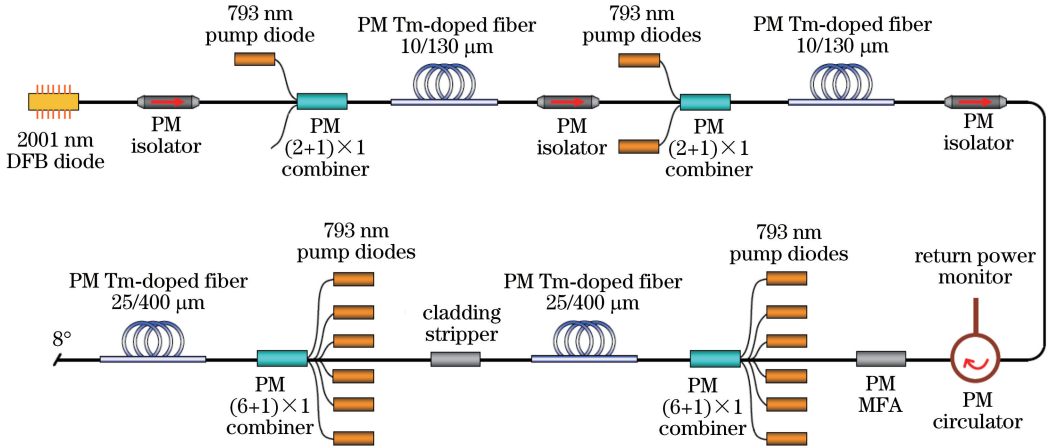 793 nm
pump diode
PM Tm-doped fiber
10/130 μm
793 nm
pump diodes
PM Tm-doped fiber
10/130 μm
2001 nm
DFB diode
PM
isolator
PM
(2+1)×1
combiner
PM
isolator
PM
(2+1)×1
combiner
PM
isolator
8°
PM Tm-doped fiber
25/400 μm
793 nm
pump diodes
PM
(6+1)×1
combiner
cladding
stripper
PM Tm-doped fiber
25/400 μm
793 nm
pump diodes
PM
(6+1)×1
combiner
PM
MFA
return power
monitor
PM
circulator